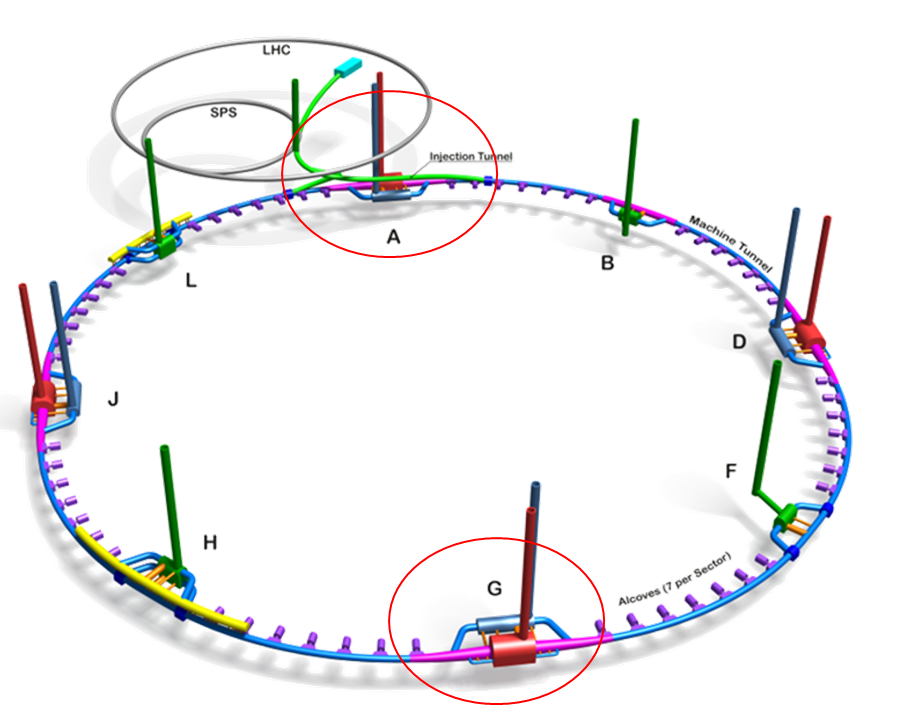 LHC
SPS
Injection Tunnel
A
B
Machine Tunnel
L
D
J
F
H
G
Alcoves (7 per Sector)